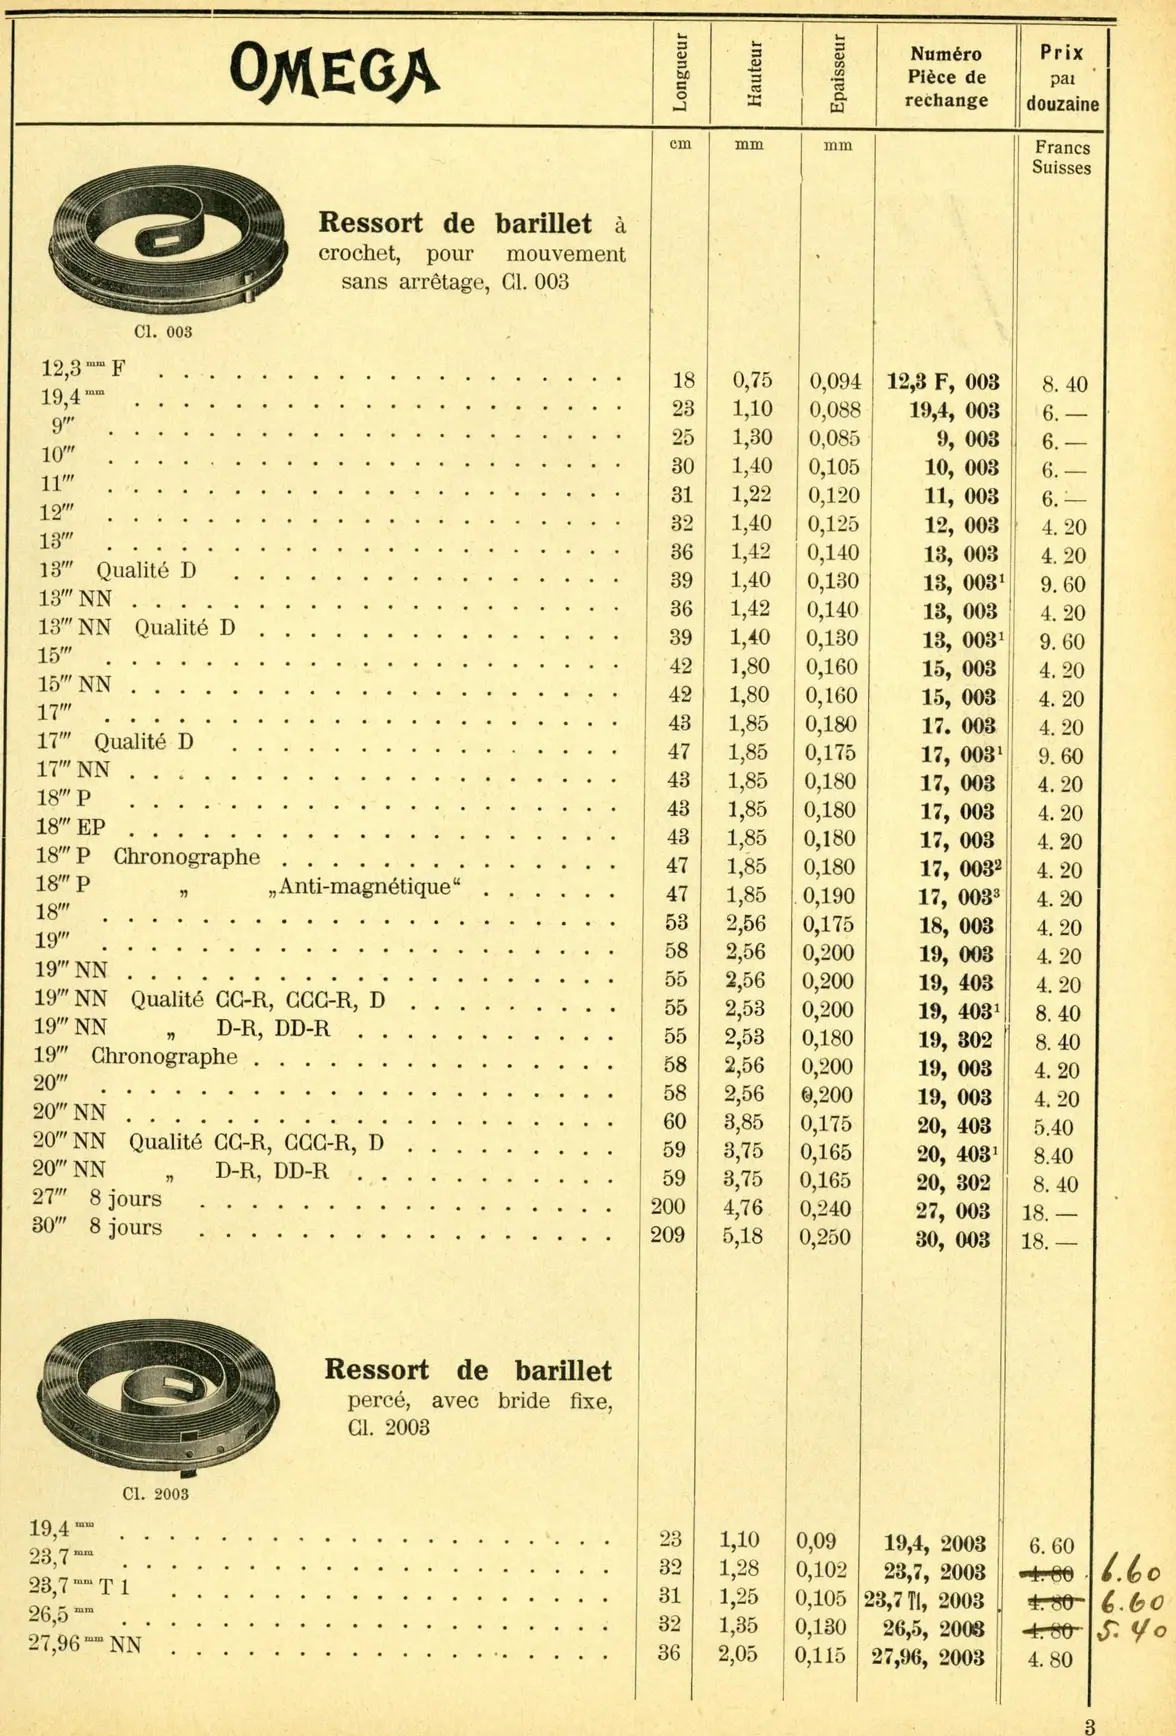 OMEGA
Longueur
Hauteur
Epaisseur
Numéro
Pièce de
rechange
Prix
par
douzaine
cm mm mm Francs
Suisses
Ressort de barillet à
crochet, pour mouvement
sans arrêtage, Cl. 003
Cl. 003
12,3 mm F 18 0,75 0,094 12,3 F, 003 8. 40
19,4 mm 23 1,10 0,088 19,4, 003 6. —
9''' 25 1,30 0,085 9, 003 6. —
10''' 30 1,40 0,105 10, 003 6. —
11''' 31 1,22 0,120 11, 003 6. —
12''' 32 1,40 0,125 12, 003 4. 20
13''' 36 1,42 0,140 13, 003 4. 20
13''' Qualité D 39 1,40 0,130 13, 003¹ 9. 60
13''' NN 36 1,42 0,140 13, 003 4. 20
13''' NN Qualité D 39 1,40 0,130 13, 003¹ 9. 60
15''' 42 1,80 0,160 15, 003 4. 20
15''' NN 42 1,80 0,160 15, 003 4. 20
17''' 43 1,85 0,180 17. 003 4. 20
17''' Qualité D 47 1,85 0,175 17, 003¹ 9. 60
17''' NN 43 1,85 0,180 17, 003 4. 20
18''' P 43 1,85 0,180 17, 003 4. 20
18''' EP 43 1,85 0,180 17, 003 4. 20
18''' P Chronographe 47 1,85 0,180 17, 003² 4. 20
18''' P „ „Anti-magnétique“ 47 1,85 0,190 17, 003³ 4. 20
18''' 53 2,56 0,175 18, 003 4. 20
19''' 58 2,56 0,200 19, 003 4. 20
19''' NN 55 2,56 0,200 19, 403 4. 20
19''' NN Qualité CC-R, CCC-R, D 55 2,53 0,200 19, 403¹ 8. 40
19''' NN „ D-R, DD-R 55 2,53 0,180 19, 302 8. 40
19''' Chronographe 58 2,56 0,200 19, 003 4. 20
20''' 58 2,56 0,200 19, 003 4. 20
20''' NN 60 3,85 0,175 20, 403 5.40
20''' NN Qualité CC-R, CCC-R, D 59 3,75 0,165 20, 403¹ 8.40
20''' NN „ D-R, DD-R 59 3,75 0,165 20, 302 8. 40
27''' 8 jours 200 4,76 0,240 27, 003 18. —
30''' 8 jours 209 5,18 0,250 30, 003 18. —
Ressort de barillet
percé, avec bride fixe,
Cl. 2003
Cl. 2003
19,4 mm 23 1,10 0,09 19,4, 2003 6. 60
23,7 mm 32 1,28 0,102 23,7, 2003 4. 80 6.60
23,7 mm T 1 31 1,25 0,105 23,7 T1, 2003 4. 80 6.60
26,5 mm 32 1,35 0,130 26,5, 2003 4. 80 5.40
27,96 mm NN 36 2,05 0,115 27,96, 2003 4. 80
3